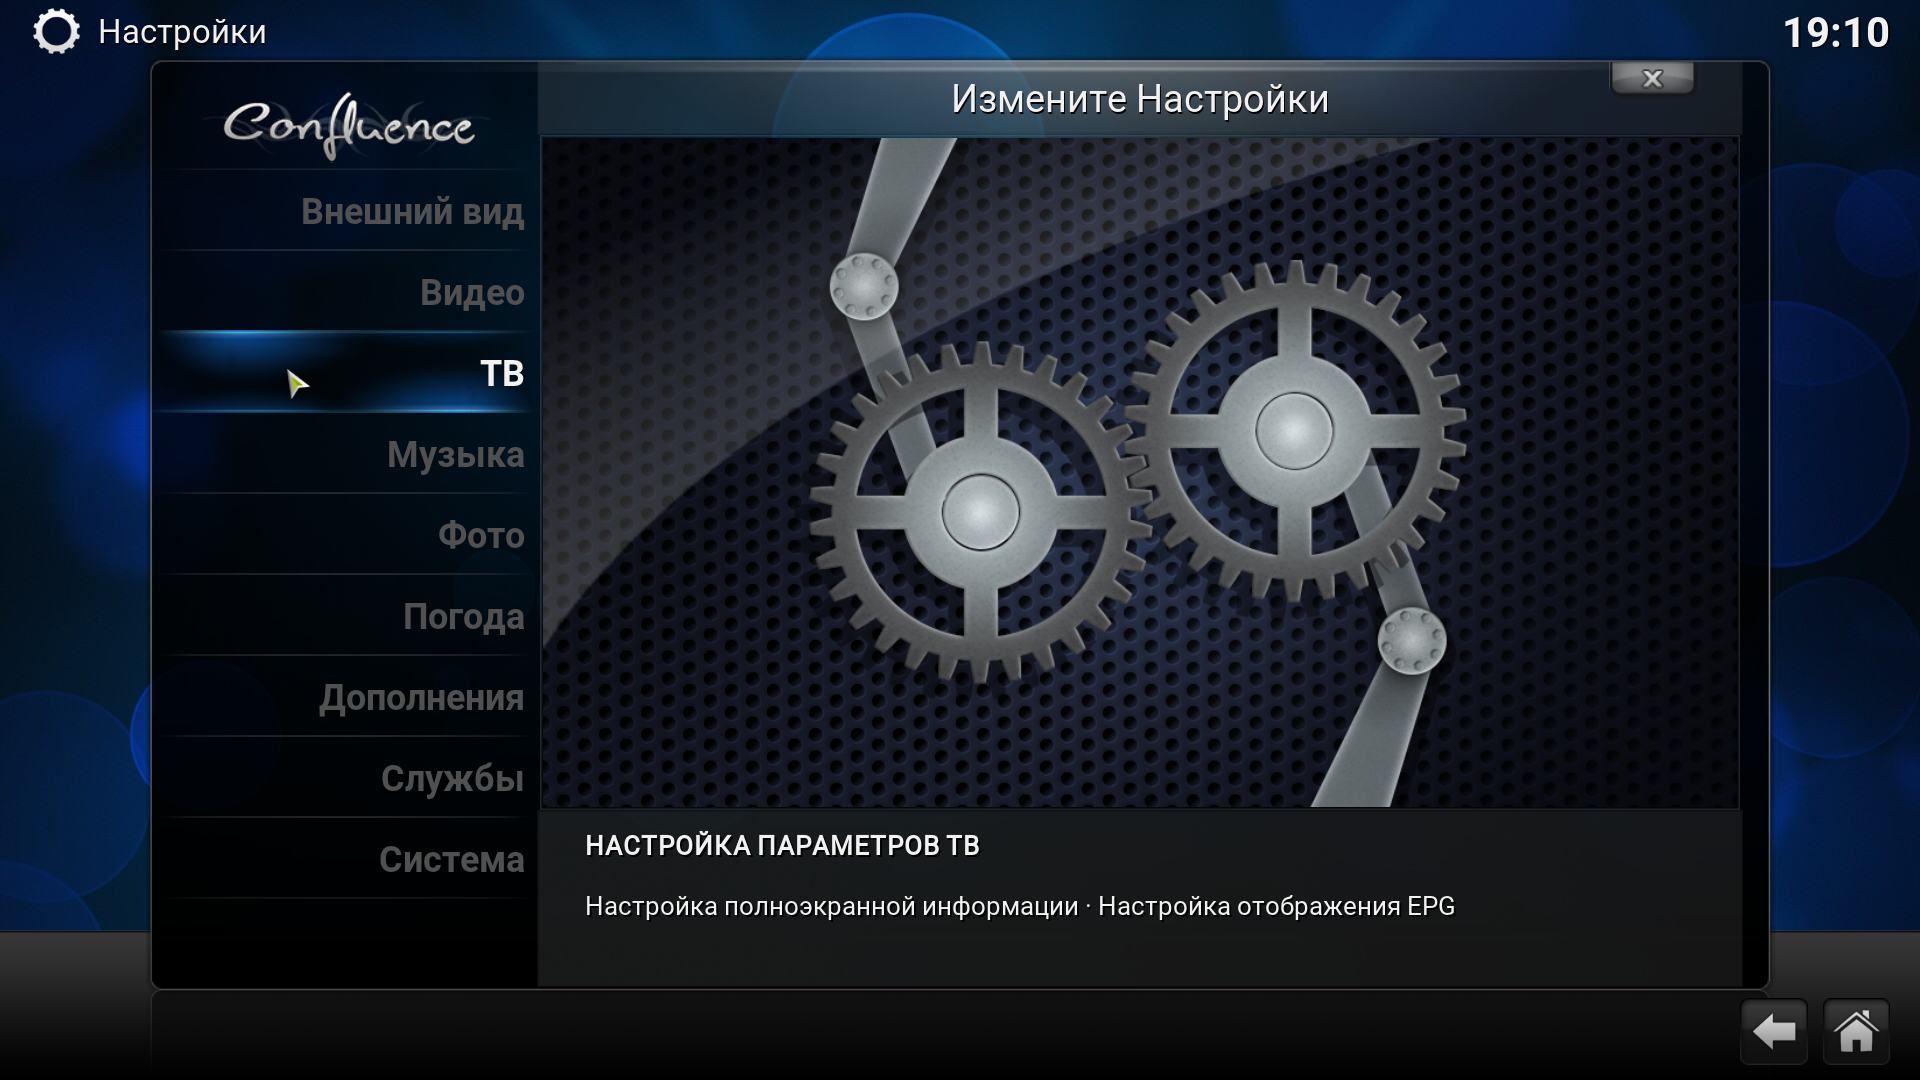 Настройки
19:10
Confluence
Измените Настройки
x
Внешний вид
Видео
ТВ
Музыка
Фото
Погода
Дополнения
Службы
Система
НАСТРОЙКА ПАРАМЕТРОВ ТВ
Настройка полноэкранной информации · Настройка отображения EPG